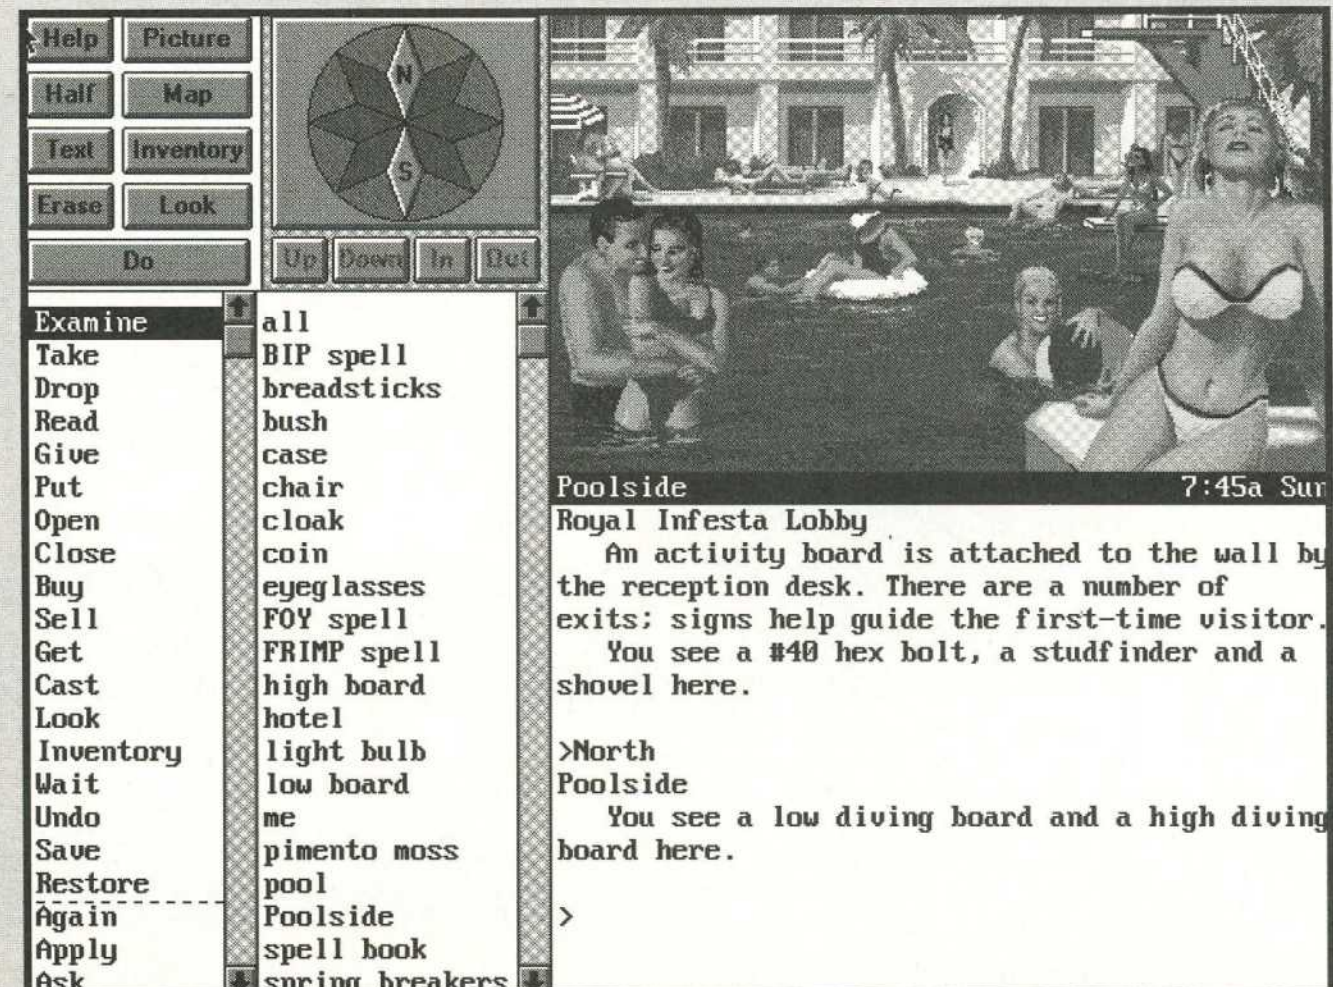 Help
Picture
Half
Map
Text
Inventory
Erase
Look
Do
N
S
Up
Down
In
Out
Examine
Take
Drop
Read
Give
Put
Open
Close
Buy
Sell
Get
Cast
Look
Inventory
Wait
Undo
Save
Restore
Again
Apply
Ask
all
BIP spell
breadsticks
bush
case
chair
cloak
coin
eyeglasses
FOY spell
FRIMP spell
high board
hotel
light bulb
low board
me
pimento moss
pool
Poolside
spell book
spring breakers
Poolside 7:45a Sun
Royal Infesta Lobby
An activity board is attached to the wall by
the reception desk. There are a number of
exits; signs help guide the first-time visitor.
You see a #40 hex bolt, a studfinder and a
shovel here.
>North
Poolside
You see a low diving board and a high diving
board here.
>